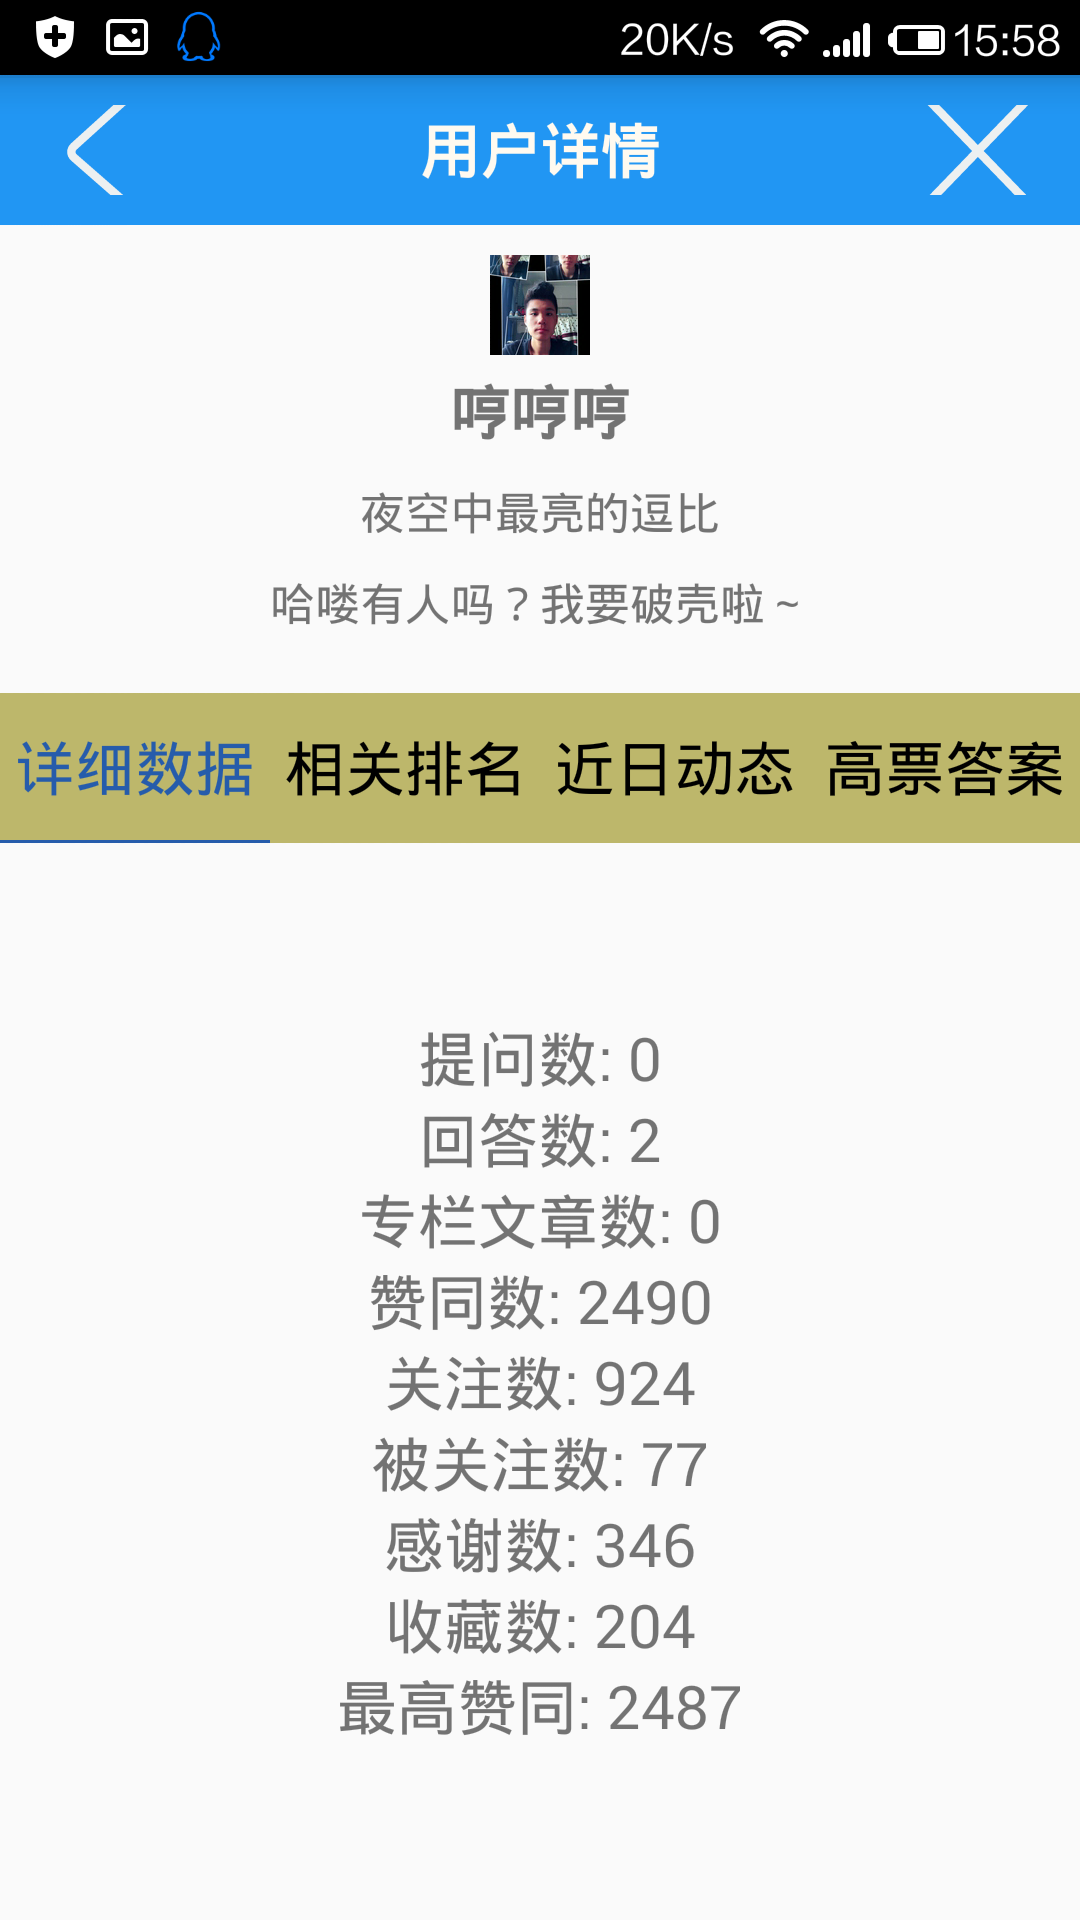 20K/s 15:58
用户详情
哼哼哼
夜空中最亮的逗比
哈喽有人吗？我要破壳啦～
详细数据 相关排名 近日动态 高票答案
提问数: 0
回答数: 2
专栏文章数: 0
赞同数: 2490
关注数: 924
被关注数: 77
感谢数: 346
收藏数: 204
最高赞同: 2487